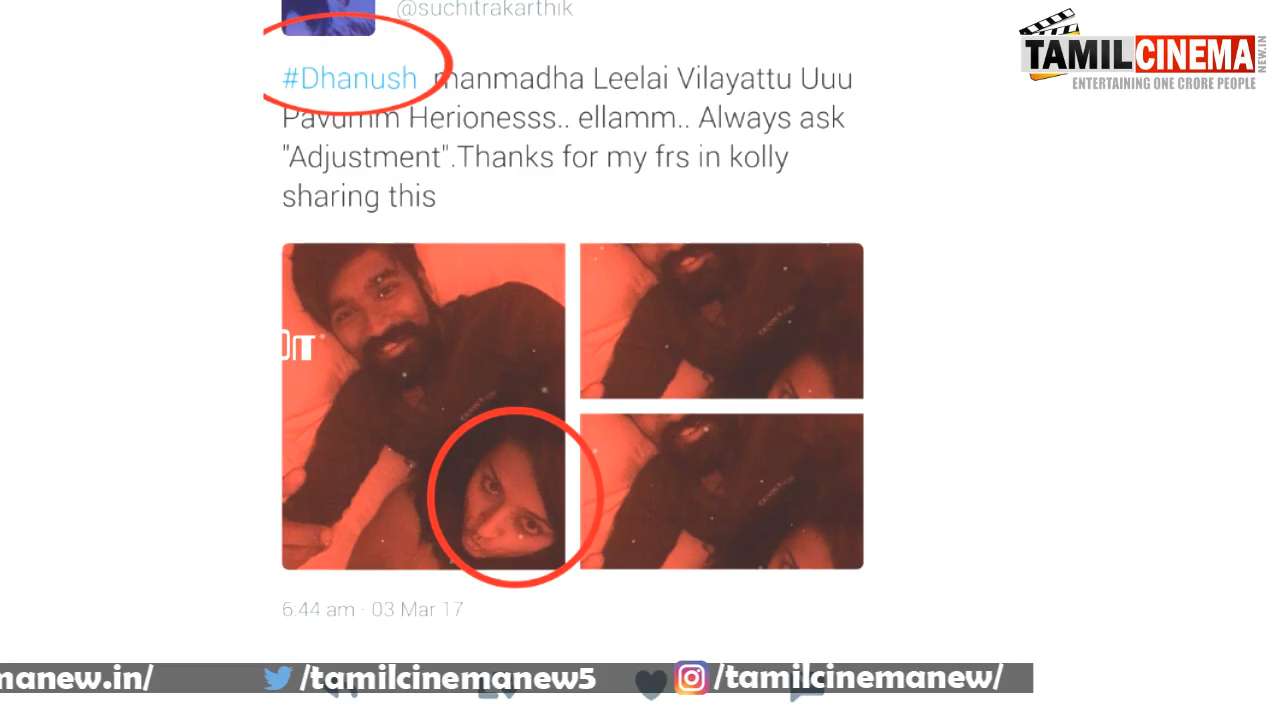 @suchitrakarthik
#Dhanush manmadha Leelai Vilayattu Uuu
Pavumm Herionesss.. ellamm.. Always ask
"Adjustment".Thanks for my frs in kolly
sharing this
6:44 am · 03 Mar 17
TAMILCINEMA
NEW.IN
ENTERTAINING ONE CRORE PEOPLE
manew.in/
/tamilcinemanew5
/tamilcinemanew/